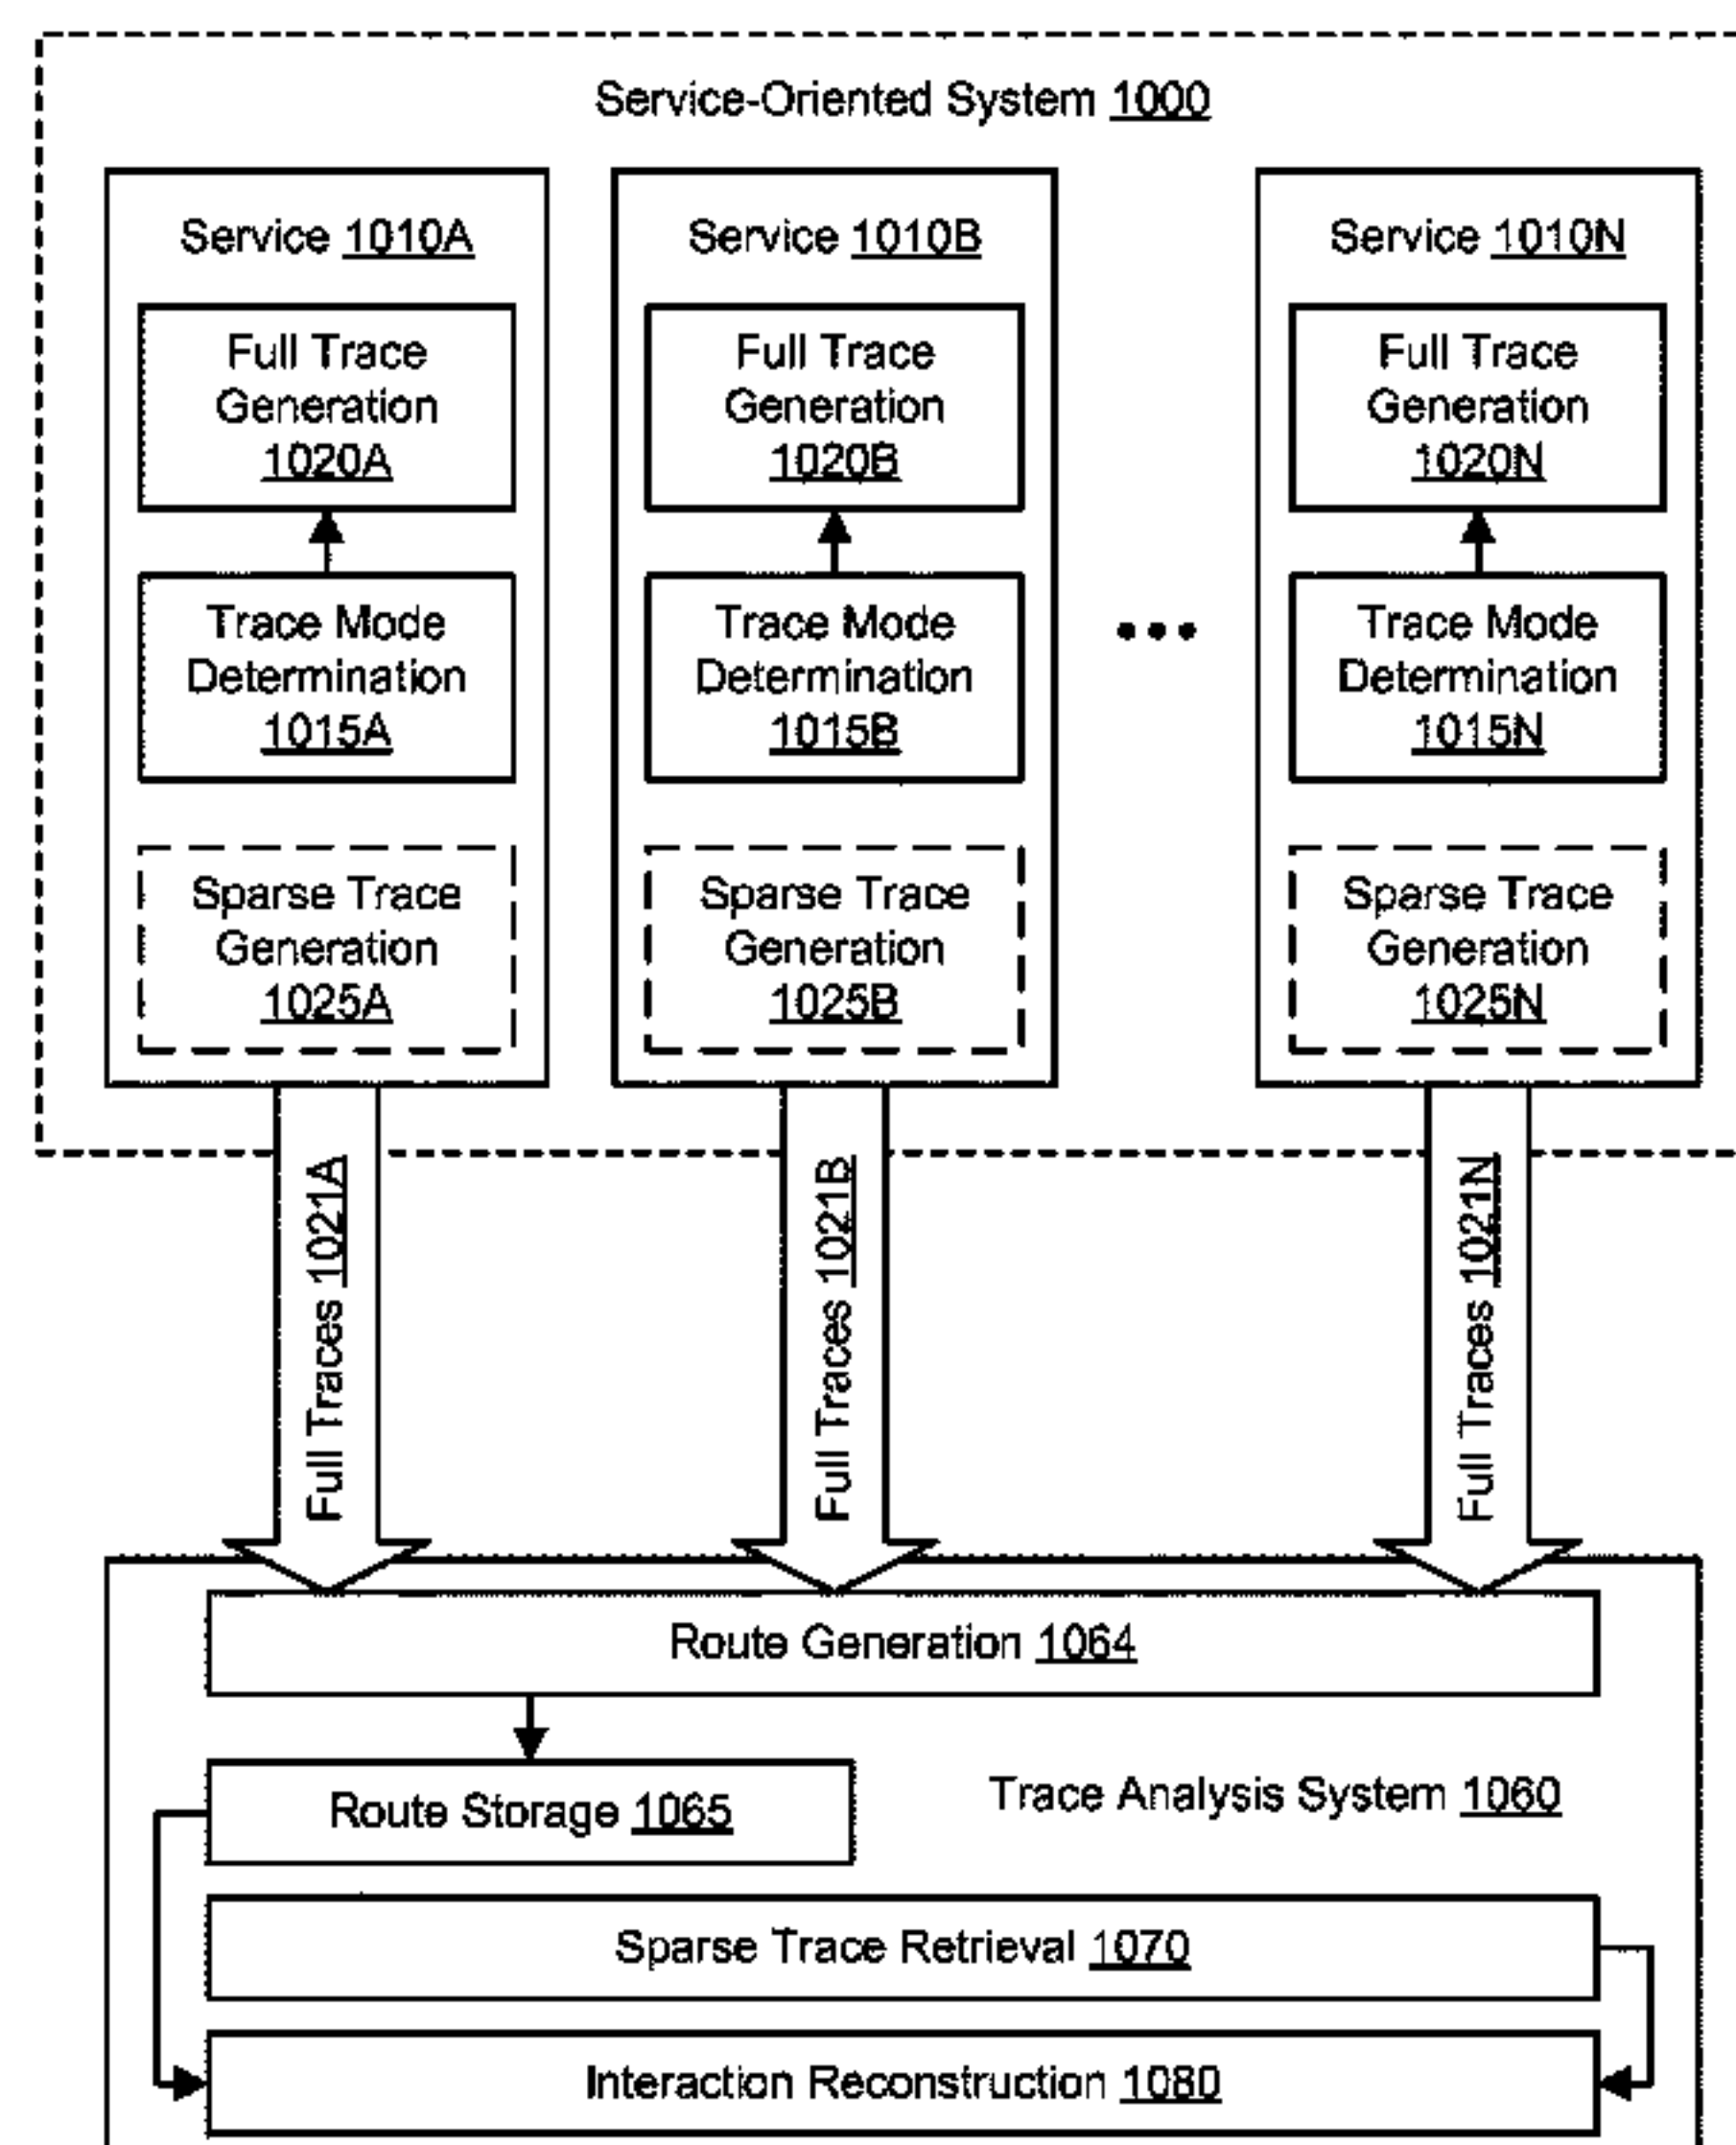 Service-Oriented System 1000
Service 1010A
Full Trace
Generation
1020A
Trace Mode
Determination
1015A
Sparse Trace
Generation
1025A
Service 1010B
Full Trace
Generation
1020B
Trace Mode
Determination
1015B
Sparse Trace
Generation
1025B
•••
Service 1010N
Full Trace
Generation
1020N
Trace Mode
Determination
1015N
Sparse Trace
Generation
1025N
Full Traces 1021A
Full Traces 1021B
Full Traces 1021N
Route Generation 1064
Route Storage 1065
Trace Analysis System 1060
Sparse Trace Retrieval 1070
Interaction Reconstruction 1080